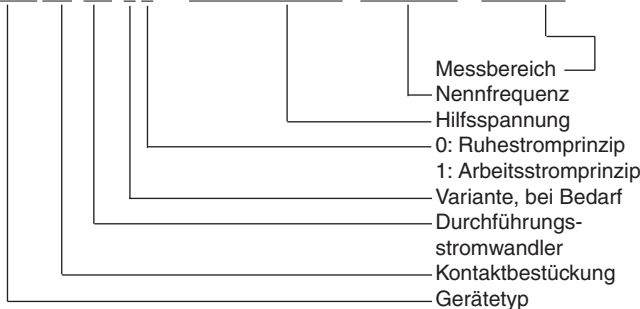 Messbereich
Nennfrequenz
Hilfsspannung
0: Ruhestromprinzip
1: Arbeitsstromprinzip
Variante, bei Bedarf
Durchführungs-
stromwandler
Kontaktbestückung
Gerätetyp